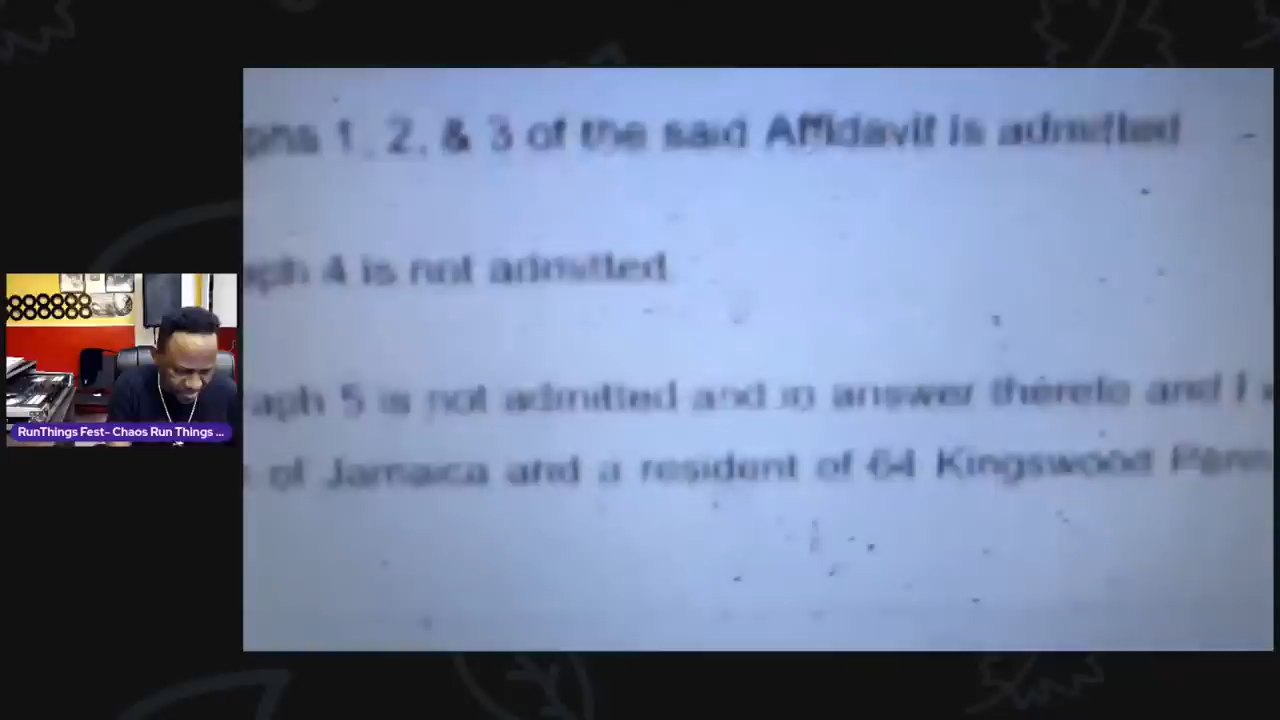 1, 2, & 3 of the said Affidavit is admitted
4 is not admitted
5 is not admitted and in answer thereto and I
of Jamaica and a resident of 64 Kingswood
RunThings Fest- Chaos Run Things ...